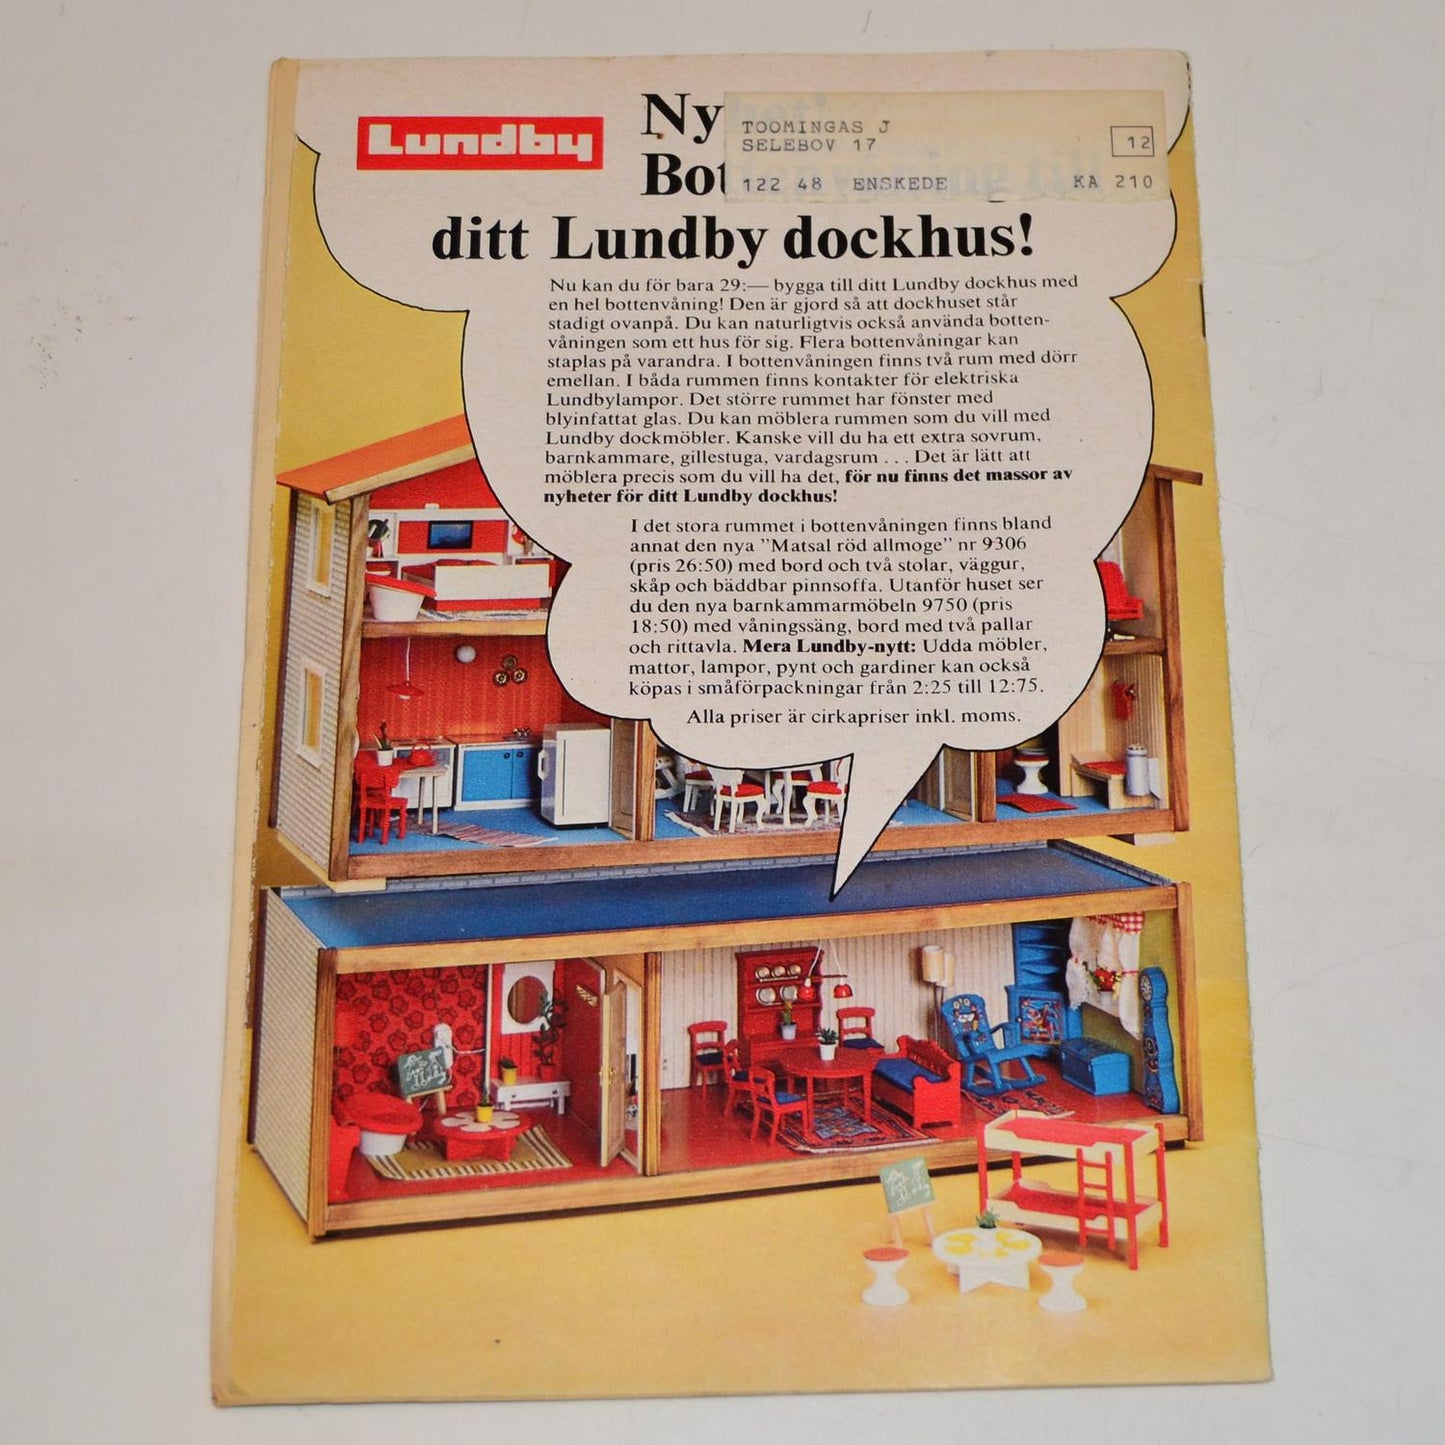 Lundby
Ny
TOOMINGAS J
SELEBOV 17
12
122 48 ENSKEDE
KA 210
ditt Lundby dockhus!
Nu kan du för bara 29:— bygga till ditt Lundby dockhus med
en hel bottenvåning! Den är gjord så att dockhuset står
stadigt ovanpå. Du kan naturligtvis också använda botten-
våningen som ett hus för sig. Flera bottenvåningar kan
staplas på varandra. I bottenvåningen finns två rum med dörr
emellan. I båda rummen finns kontakter för elektriska
Lundbylampor. Det större rummet har fönster med
blyinfattat glas. Du kan möblera rummen som du vill med
Lundby dockmöbler. Kanske vill du ha ett extra sovrum,
barnkammare, gillestuga, vardagsrum . . . Det är lätt att
möblera precis som du vill ha det, för nu finns det massor av
nyheter för ditt Lundby dockhus!
I det stora rummet i bottenvåningen finns bland
annat den nya ”Matsal röd allmoge” nr 9306
(pris 26:50) med bord och två stolar, väggur,
skåp och bäddbar pinnsoffa. Utanför huset ser
du den nya barnkammarmöbeln 9750 (pris
18:50) med våningssäng, bord med två pallar
och rittavla. Mera Lundby-nytt: Udda möbler,
mattor, lampor, pynt och gardiner kan också
köpas i småförpackningar från 2:25 till 12:75.
Alla priser är cirkapriser inkl. moms.